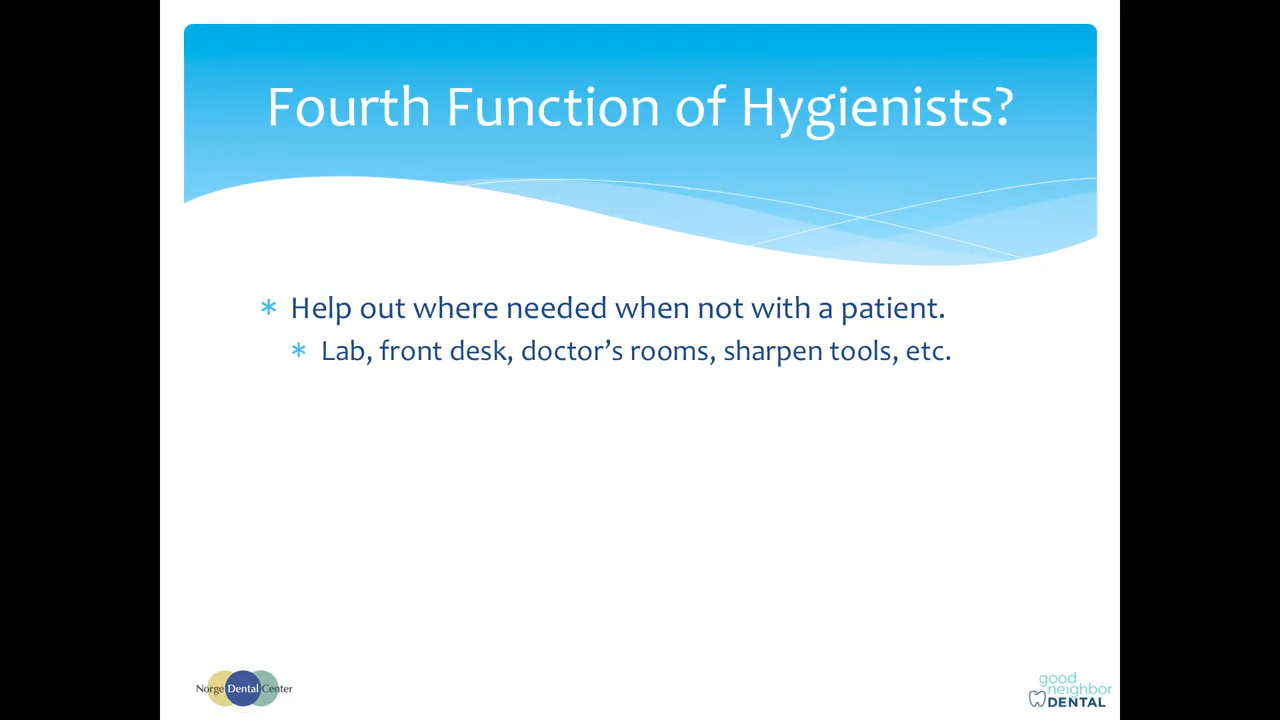 Fourth Function of Hygienists?
* Help out where needed when not with a patient.
* Lab, front desk, doctor’s rooms, sharpen tools, etc.
Norge Dental Center
good
neighbor
DENTAL